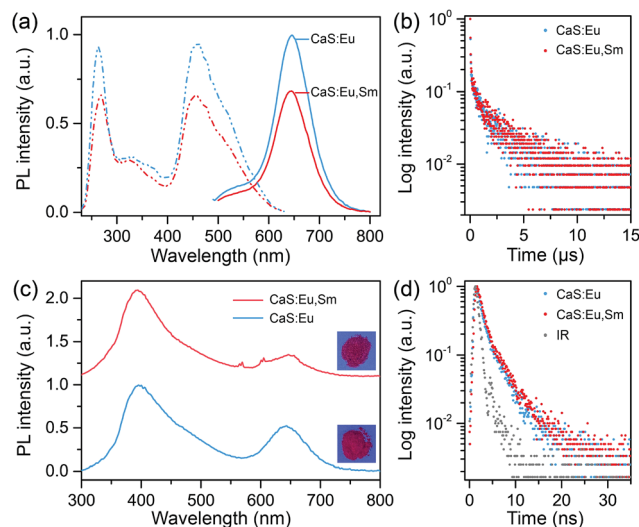 (a)
CaS:Eu
CaS:Eu,Sm
PL intensity (a.u.)
1.0
0.5
0.0
300 400 500 600 700 800
Wavelength (nm)
(b)
CaS:Eu
CaS:Eu,Sm
Log intensity (a.u.)
10⁰
10⁻¹
10⁻²
0 5 10 15
Time (µs)
(c)
CaS:Eu,Sm
CaS:Eu
PL intensity (a.u.)
2.0
1.5
1.0
0.5
0.0
300 400 500 600 700 800
Wavelength (nm)
(d)
CaS:Eu
CaS:Eu,Sm
IR
Log intensity (a.u.)
10⁰
10⁻¹
10⁻²
0 10 20 30
Time (ns)